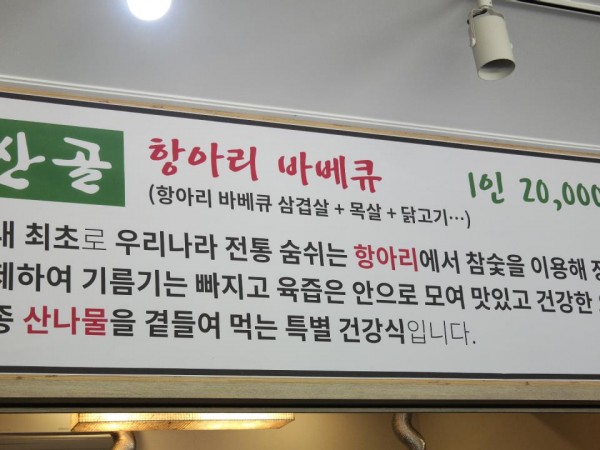 산골 항아리 바베큐 1인 20,000
(항아리 바베큐 삼겹살 + 목살 + 닭고기…)
내 최초로 우리나라 전통 숨쉬는 항아리에서 참숯을 이용해
하여 기름기는 빠지고 육즙은 안으로 모여 맛있고 건강한
종 산나물을 곁들여 먹는 특별 건강식입니다.